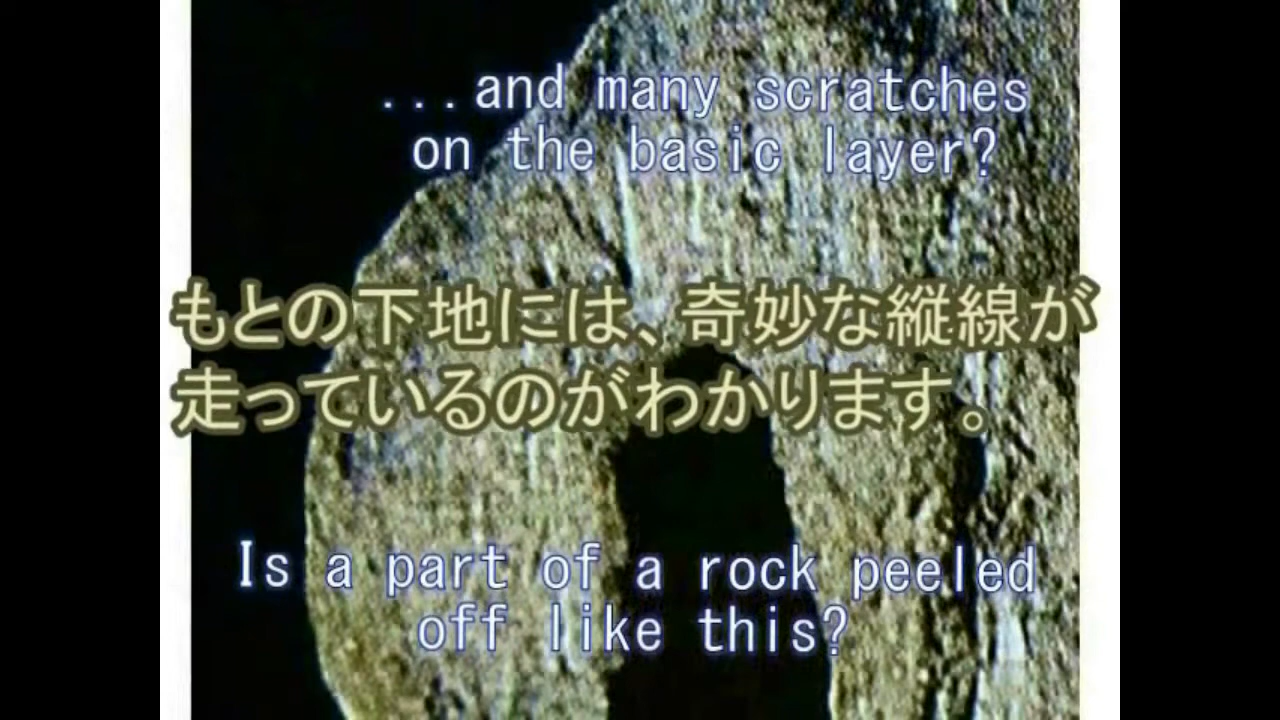 ...and many scratches
on the basic layer?
もとの下地には、奇妙な縦線が
走っているのがわかります。
Is a part of a rock peeled
off like this?